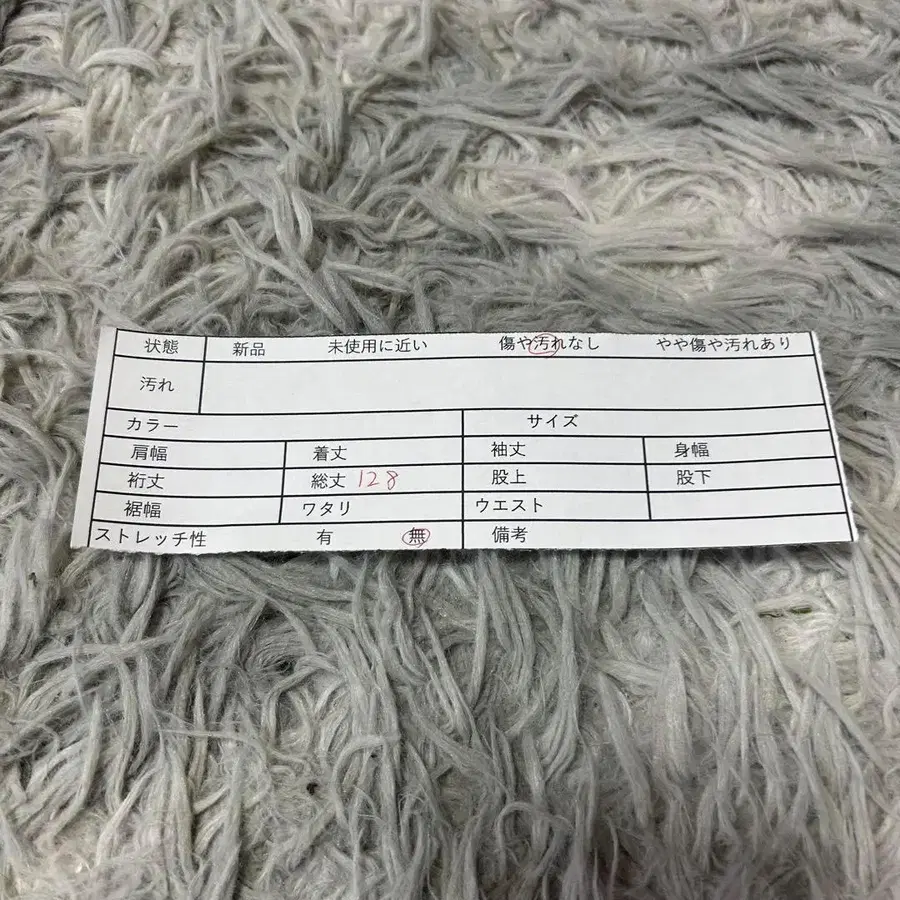 状態 新品 未使用に近い 傷や汚れなし やや傷や汚れあり
汚れ
カラー サイズ
肩幅 着丈 袖丈 身幅
裄丈 総丈 128 股上 股下
裾幅 ワタリ ウエスト
ストレッチ性 有 無 備考